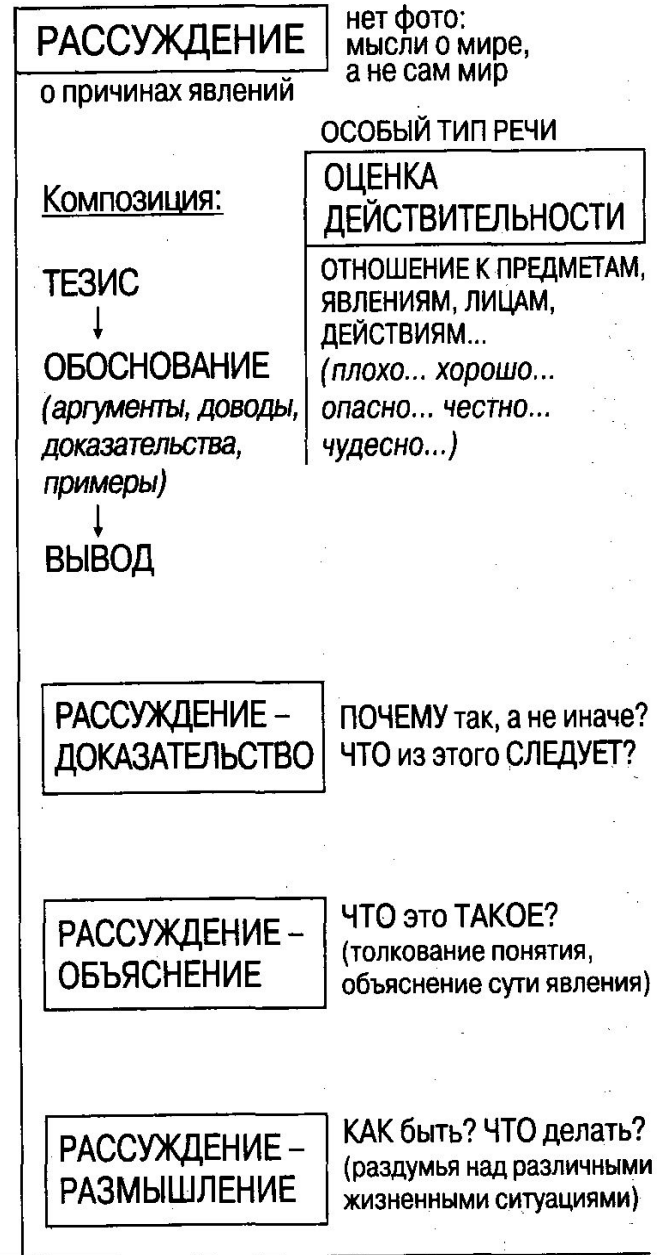 РАССУЖДЕНИЕ
нет фото:
мысли о мире,
а не сам мир
о причинах явлений
Композиция:
ТЕЗИС
ОБОСНОВАНИЕ
(аргументы, доводы,
доказательства,
примеры)
ВЫВОД
ОСОБЫЙ ТИП РЕЧИ
ОЦЕНКА
ДЕЙСТВИТЕЛЬНОСТИ
ОТНОШЕНИЕ К ПРЕДМЕТАМ,
ЯВЛЕНИЯМ, ЛИЦАМ,
ДЕЙСТВИЯМ...
(плохо... хорошо...
опасно... честно...
чудесно...)
РАССУЖДЕНИЕ –
ДОКАЗАТЕЛЬСТВО
ПОЧЕМУ так, а не иначе?
ЧТО из этого СЛЕДУЕТ?
РАССУЖДЕНИЕ –
ОБЪЯСНЕНИЕ
ЧТО это ТАКОЕ?
(толкование понятия,
объяснение сути явления)
РАССУЖДЕНИЕ –
РАЗМЫШЛЕНИЕ
КАК быть? ЧТО делать?
(раздумья над различными
жизненными ситуациями)